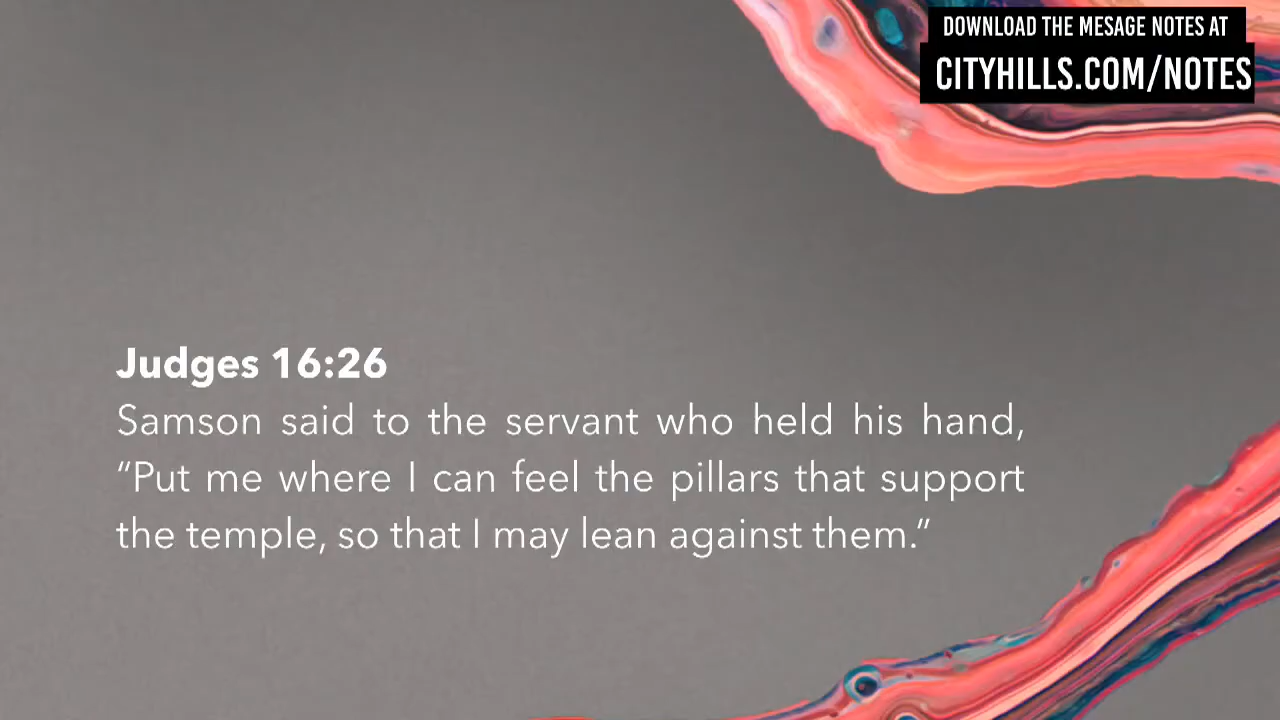 DOWNLOAD THE MESAGE NOTES AT
CITYHILLS.COM/NOTES
Judges 16:26
Samson said to the servant who held his hand,
“Put me where I can feel the pillars that support
the temple, so that I may lean against them.”